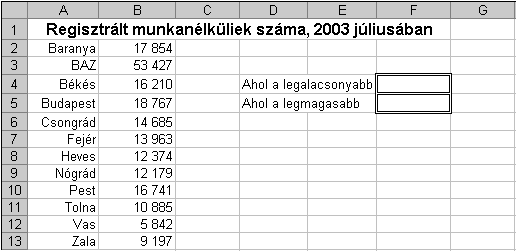 A B C D E F G
1 Regisztrált munkanélküliek száma, 2003 júliusában
2 Baranya 17 854
3 BAZ 53 427
4 Békés 16 210 Ahol a legalacsonyabb
5 Budapest 18 767 Ahol a legmagasabb
6 Csongrád 14 685
7 Fejér 13 963
8 Heves 12 374
9 Nógrád 12 179
10 Pest 16 741
11 Tolna 10 885
12 Vas 5 842
13 Zala 9 197